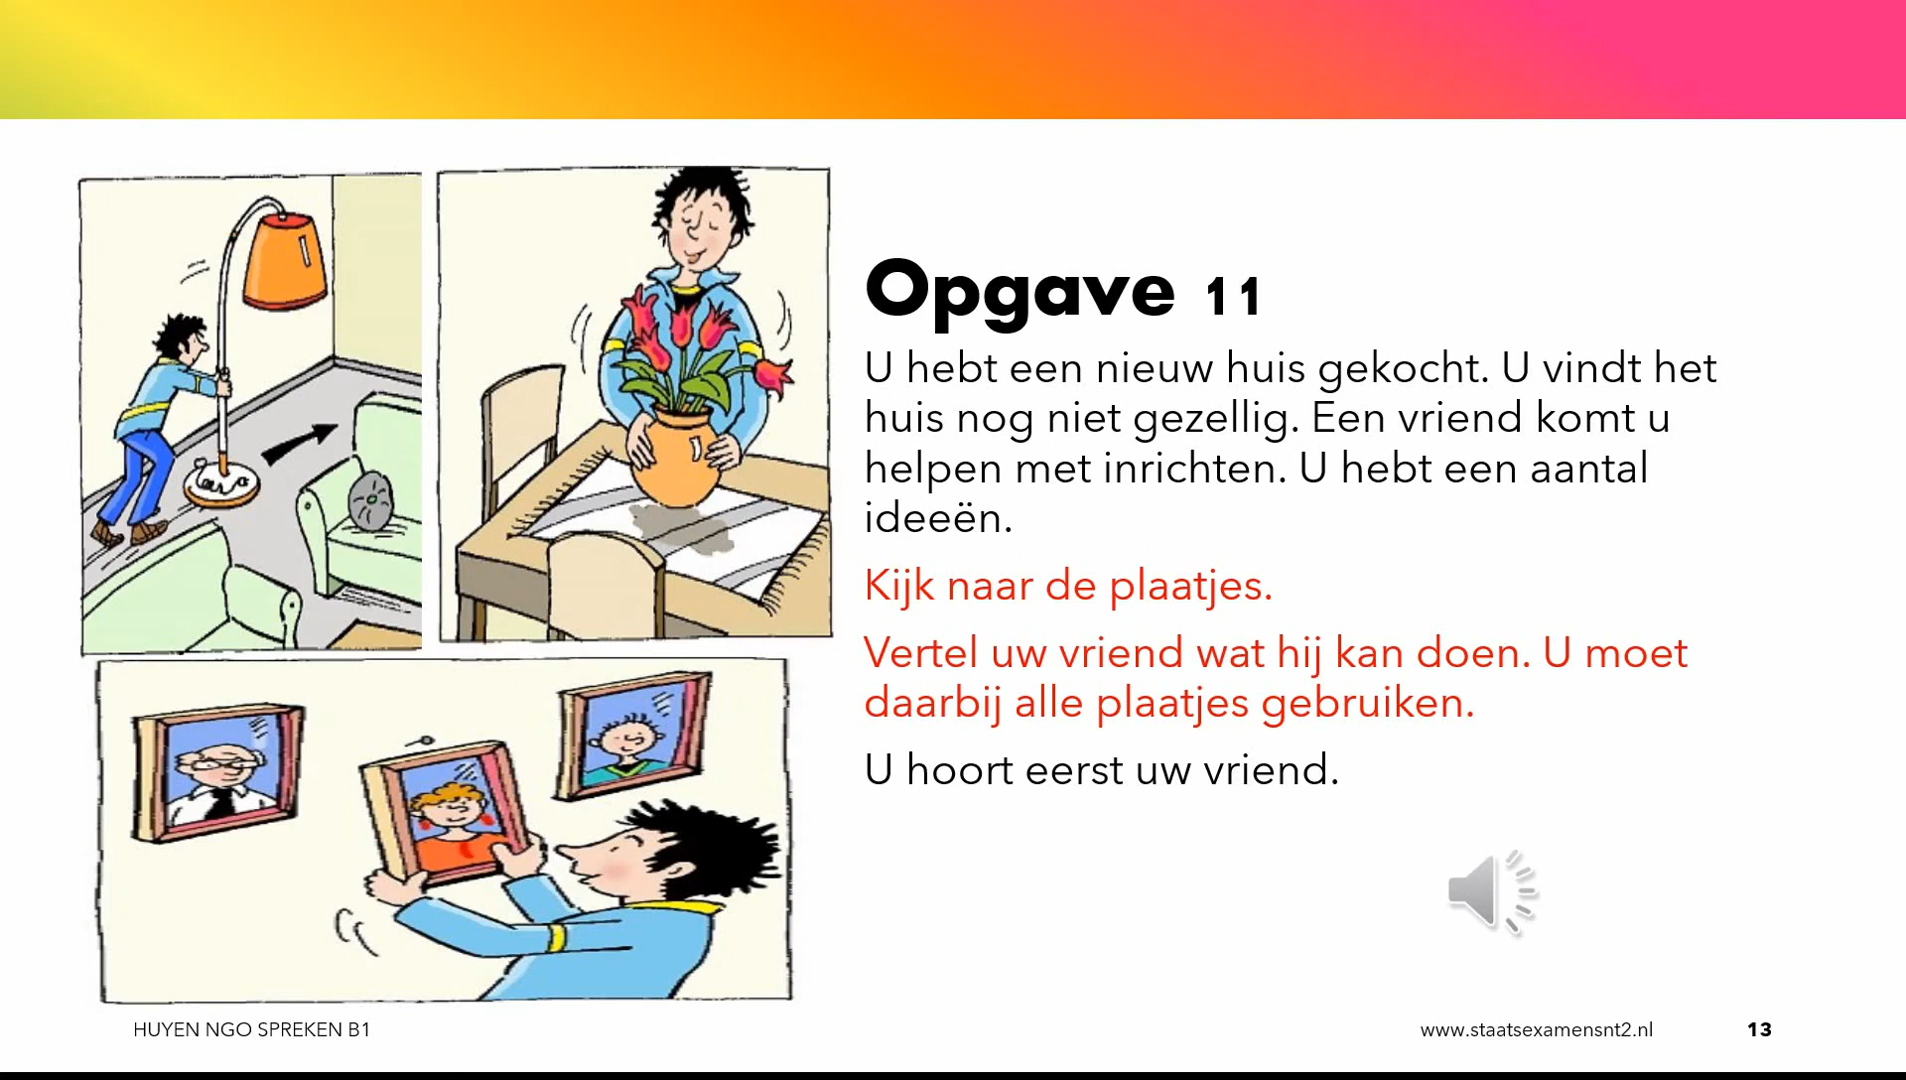 Opgave 11
U hebt een nieuw huis gekocht. U vindt het
huis nog niet gezellig. Een vriend komt u
helpen met inrichten. U hebt een aantal
ideeën.
Kijk naar de plaatjes.
Vertel uw vriend wat hij kan doen. U moet
daarbij alle plaatjes gebruiken.
U hoort eerst uw vriend.
HUYEN NGO SPREKEN B1
www.staatsexamensnt2.nl
13